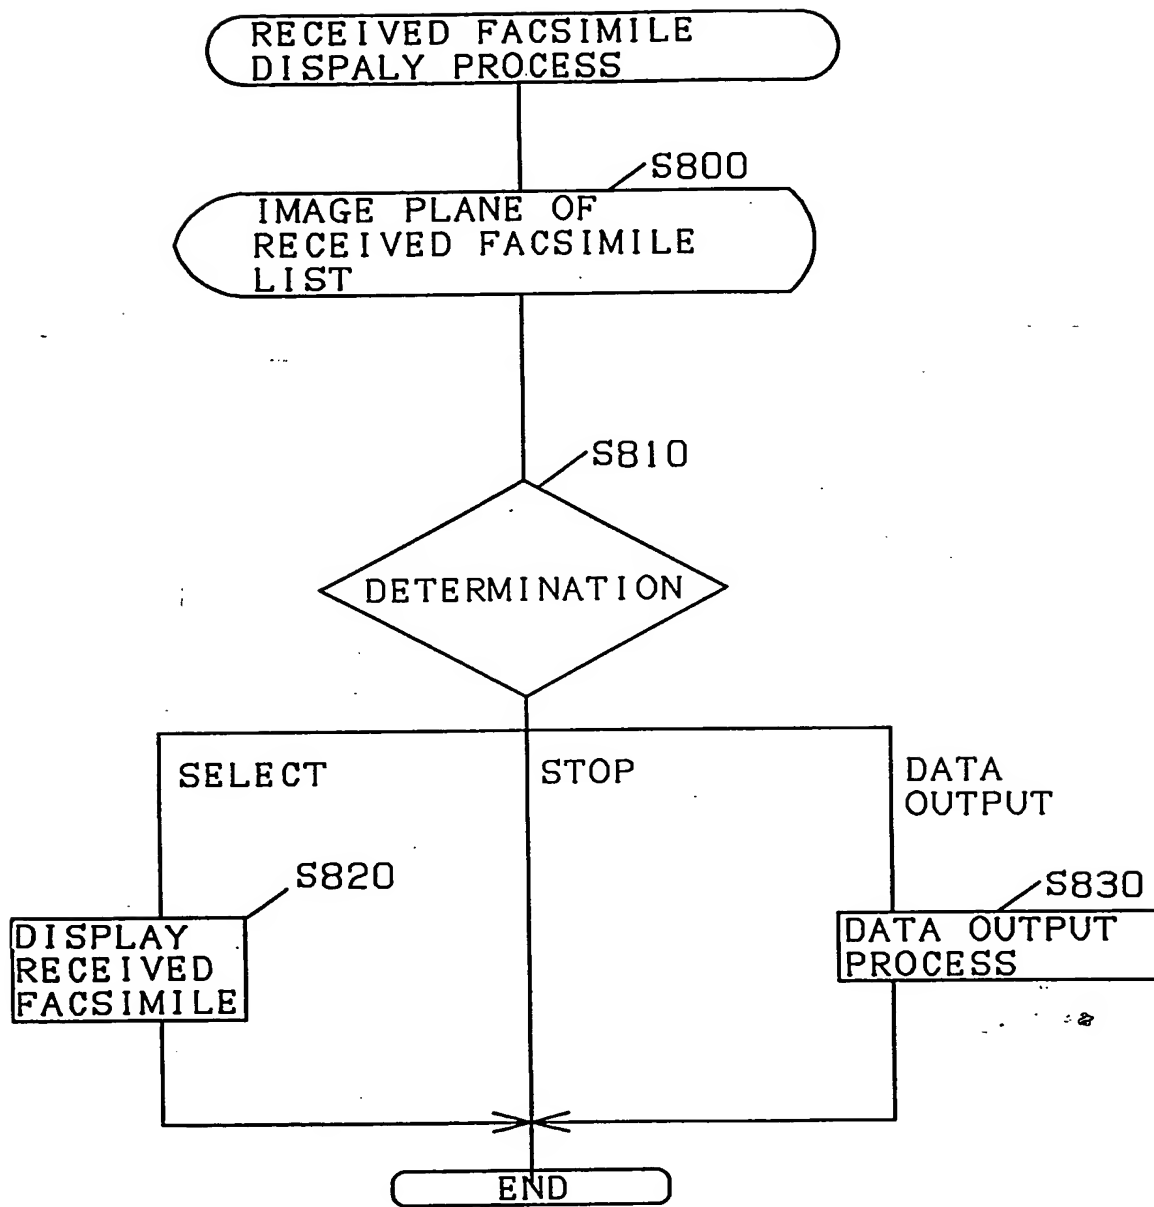 RECEIVED FACSIMILE
DISPALY PROCESS
S800
IMAGE PLANE OF
RECEIVED FACSIMILE
LIST
S810
DETERMINATION
SELECT
STOP
DATA
OUTPUT
S820
S830
DISPLAY
RECEIVED
FACSIMILE
DATA OUTPUT
PROCESS
END